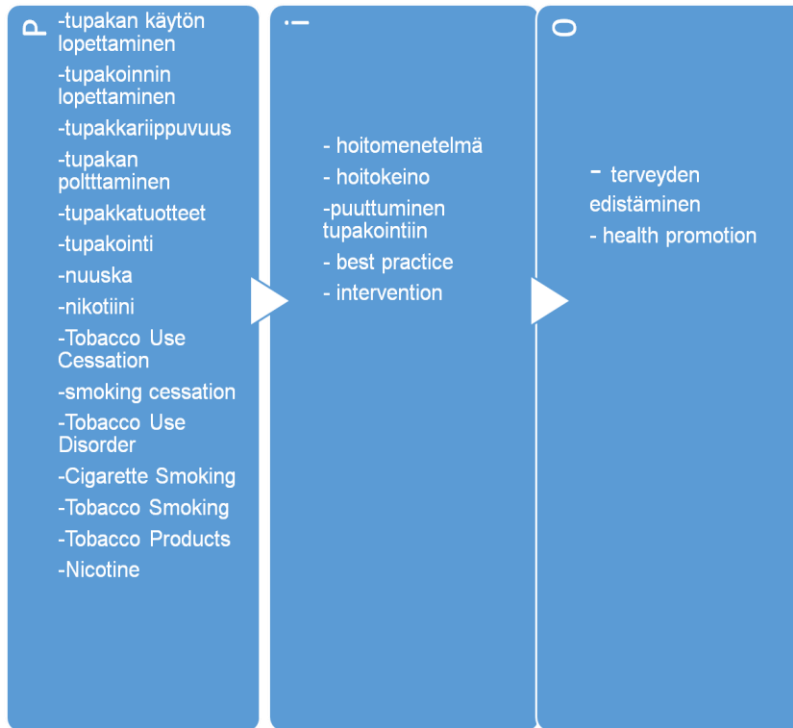 P
-tupakan käytön
lopettaminen
-tupakoinnin
lopettaminen
-tupakkariippuvuus
-tupakan
polttttaminen
-tupakkatuotteet
-tupakointi
-nuuska
-nikotiini
-Tobacco Use
Cessation
-smoking cessation
-Tobacco Use
Disorder
-Cigarette Smoking
-Tobacco Smoking
-Tobacco Products
-Nicotine
i
- hoitomenetelmä
- hoitokeino
-puuttuminen
tupakointiin
- best practice
- intervention
O
- terveyden
edistäminen
- health promotion